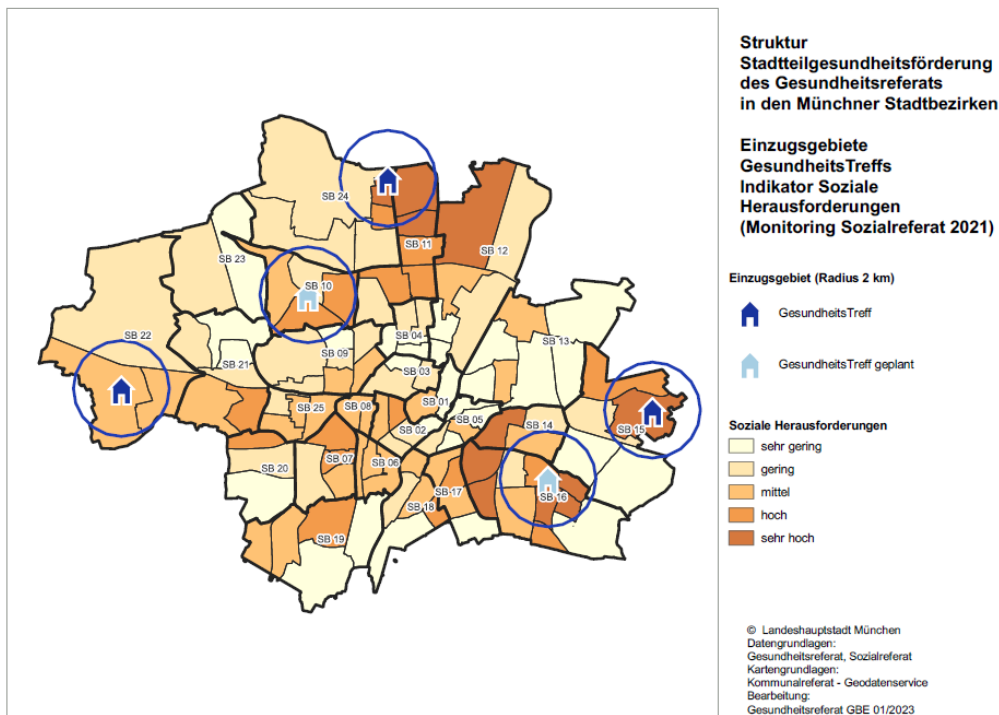 Struktur
Stadtteilgesundheitsförderung
des Gesundheitsreferats
in den Münchner Stadtbezirken
Einzugsgebiete
GesundheitsTreffs
Indikator Soziale
Herausforderungen
(Monitoring Sozialreferat 2021)
Einzugsgebiet (Radius 2 km)
GesundheitsTreff
GesundheitsTreff geplant
Soziale Herausforderungen
sehr gering
gering
mittel
hoch
sehr hoch
© Landeshauptstadt München
Datengrundlagen:
Gesundheitsreferat, Sozialreferat
Kartengrundlagen:
Kommunalreferat - Geodatenservice
Bearbeitung:
Gesundheitsreferat GBE 01/2023
SB 24
SB 11
SB 12
SB 23
SB 10
SB 22
SB 04
SB 13
SB 09
SB 21
SB 03
SB 01
SB 25
SB 08
SB 05
SB 14
SB 15
SB 02
SB 07
SB 06
SB 20
SB 17
SB 16
SB 18
SB 19